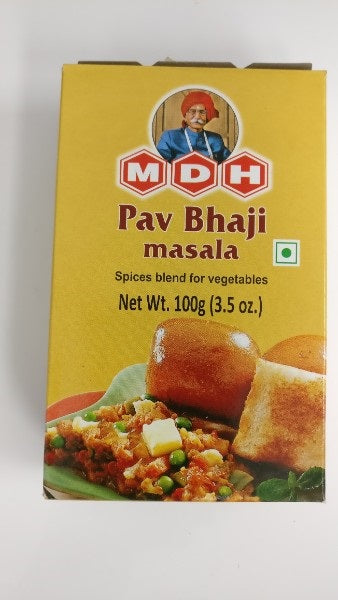 MDH
Pav Bhaji
masala
Spices blend for vegetables
Net Wt. 100g (3.5 oz.)